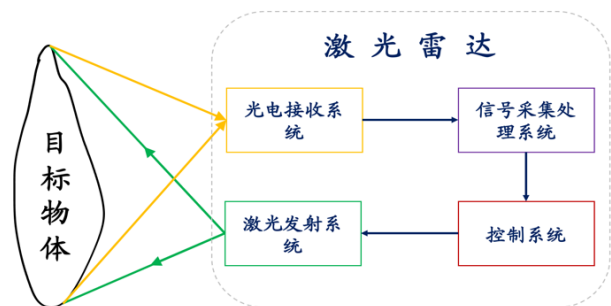 激光雷达
光电接收系
统
信号采集处
理系统
目标物体
激光发射系
统
控制系统